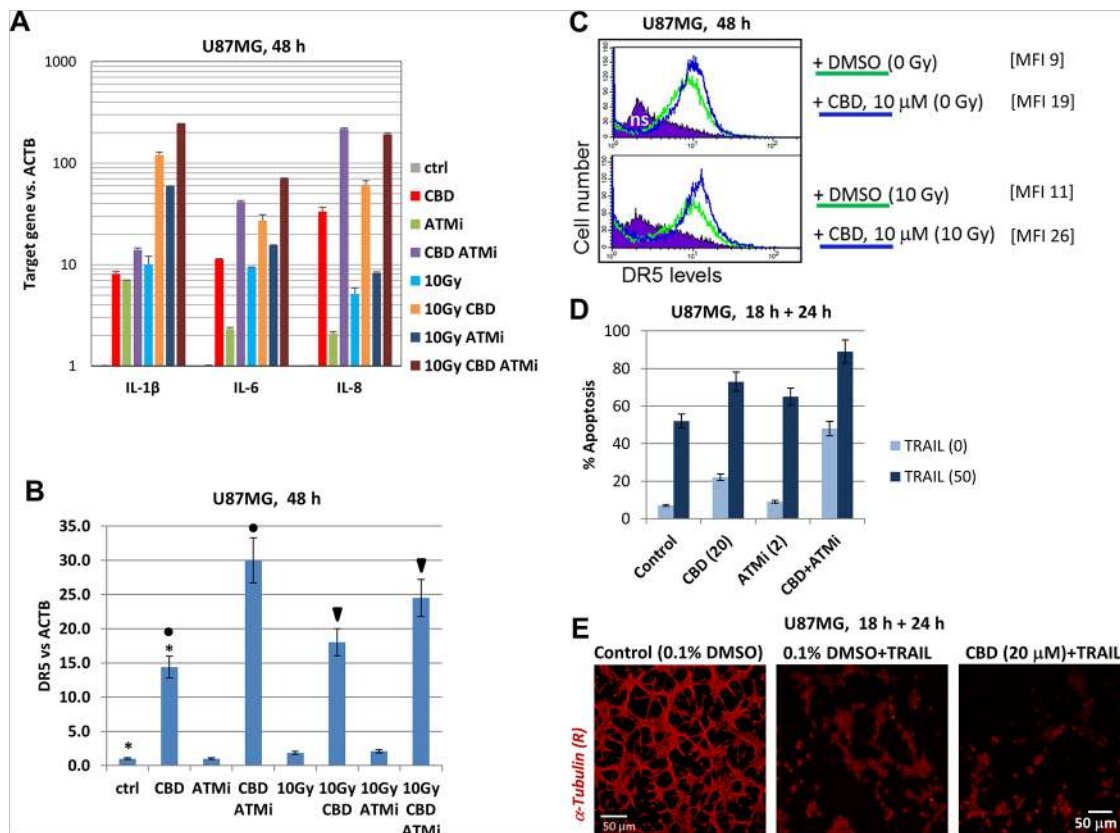 A
U87MG, 48 h
Target gene vs. ACTB
1000
100
10
1
IL-1β IL-6 IL-8
ctrl
CBD
ATMi
CBD ATMi
10Gy
10Gy CBD
10Gy ATMi
10Gy CBD ATMi
B
U87MG, 48 h
DR5 vs ACTB
35.0
30.0
25.0
20.0
15.0
10.0
5.0
0.0
* * 
ctrl CBD ATMi CBD ATMi 10Gy 10Gy CBD 10Gy ATMi 10Gy CBD ATMi
C
U87MG, 48 h
Cell number
ns
DR5 levels
+ DMSO (0 Gy) [MFI 9]
+ CBD, 10 μM (0 Gy) [MFI 19]
+ DMSO (10 Gy) [MFI 11]
+ CBD, 10 μM (10 Gy) [MFI 26]
D
U87MG, 18 h + 24 h
% Apoptosis
100
80
60
40
20
0
Control CBD (20) ATMi (2) CBD+ATMi
TRAIL (0)
TRAIL (50)
E
U87MG, 18 h + 24 h
Control (0.1% DMSO) 0.1% DMSO+TRAIL CBD (20 μM)+TRAIL
α-Tubulin (R)
50 μm 50 μm 50 μm